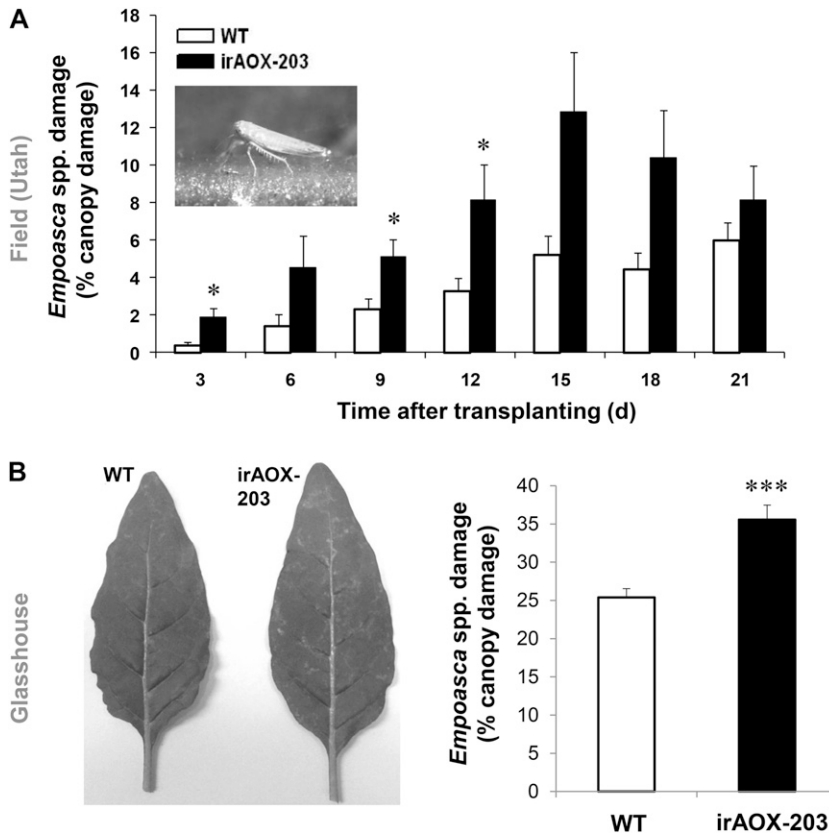 A
Field (Utah)
Empoasca spp. damage
(% canopy damage)
18
16
14
12
10
8
6
4
2
0
WT
irAOX-203
*
*
*
3 6 9 12 15 18 21
Time after transplanting (d)
B
Glasshouse
WT
irAOX-
203
Empoasca spp. damage
(% canopy damage)
40
35
30
25
20
15
10
5
0
***
WT irAOX-203